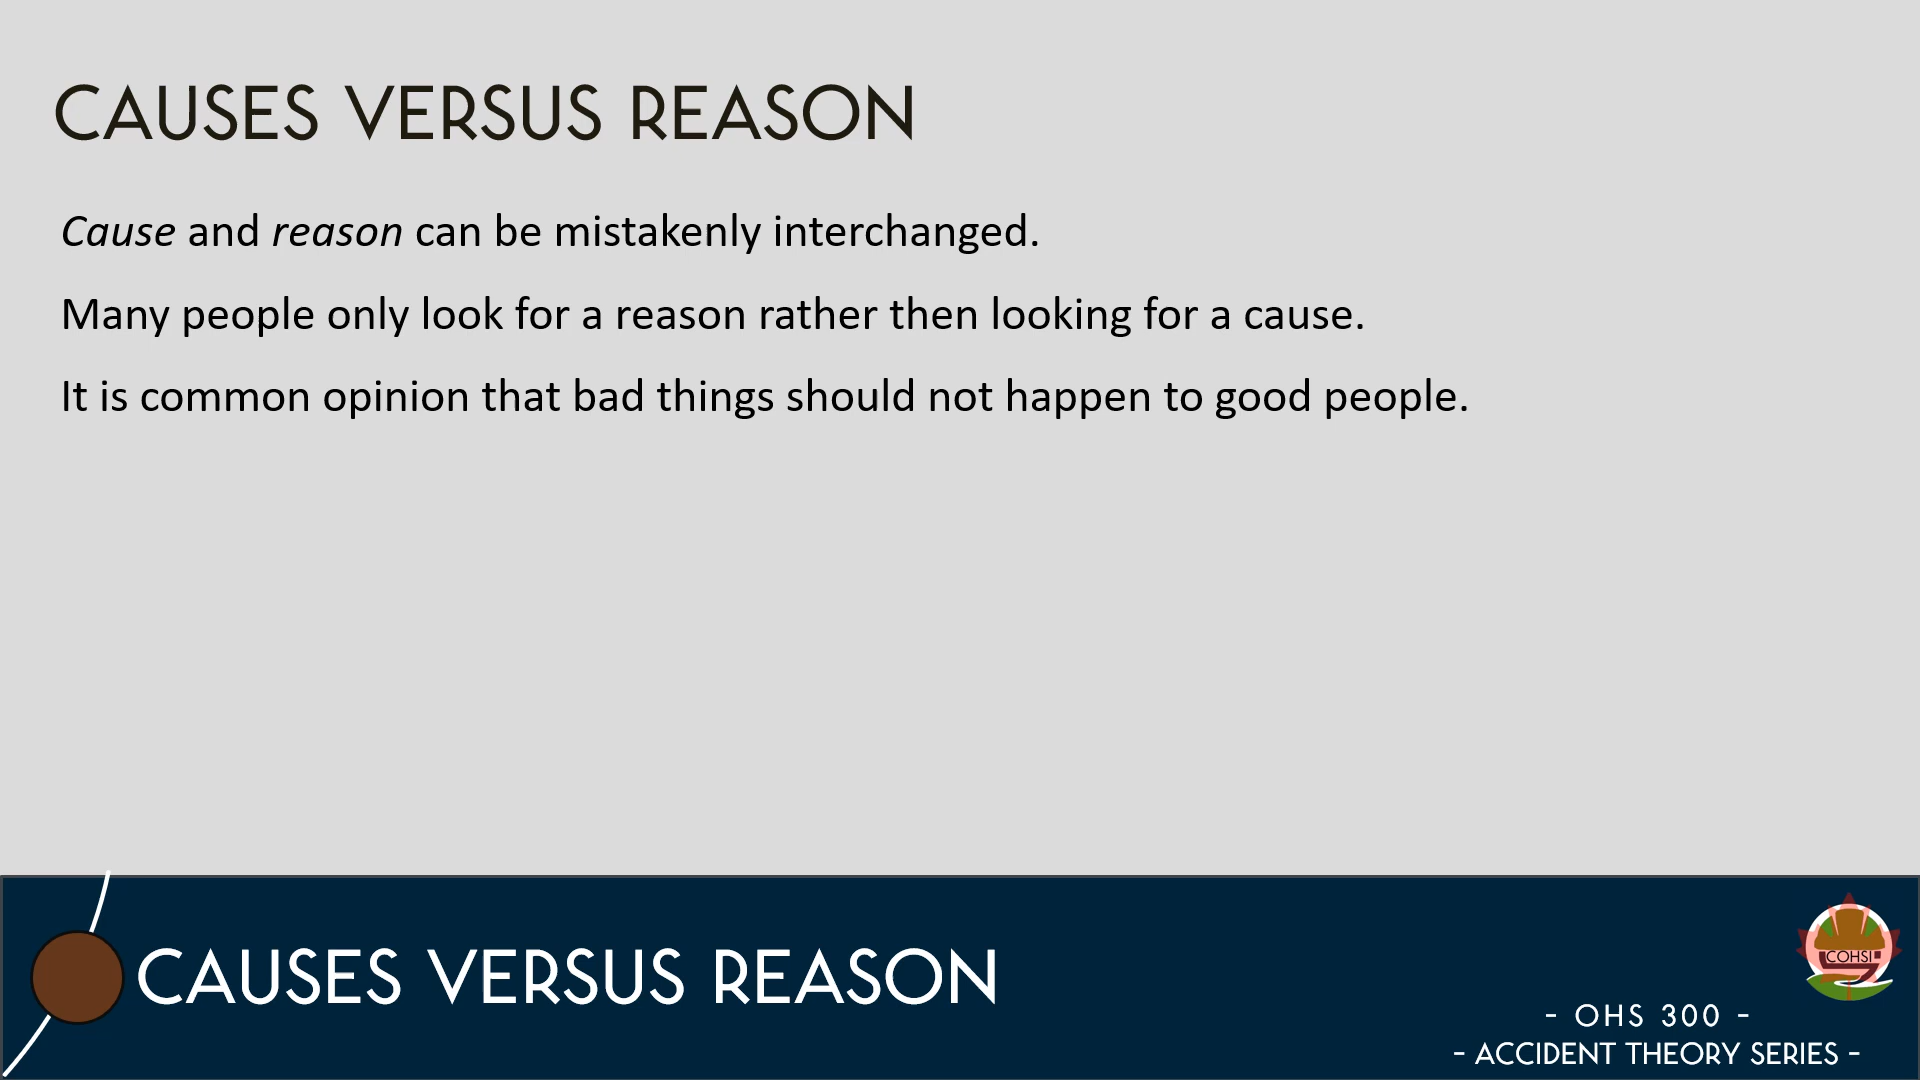 CAUSES VERSUS REASON
Cause and reason can be mistakenly interchanged.
Many people only look for a reason rather then looking for a cause.
It is common opinion that bad things should not happen to good people.
CAUSES VERSUS REASON
COHSI
- OHS 300 -
- ACCIDENT THEORY SERIES -